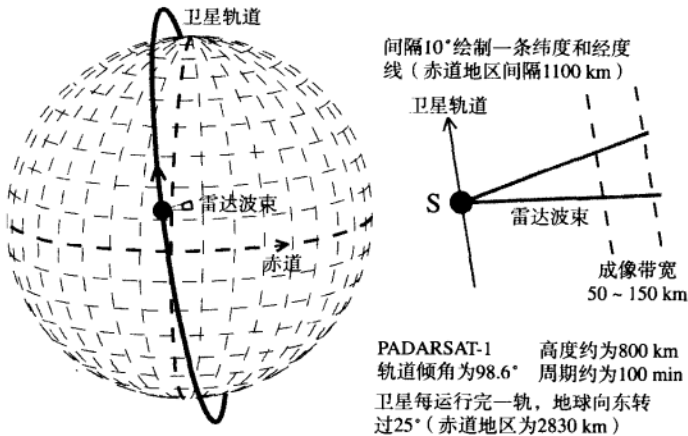 卫星轨道
雷达波束
赤道
间隔10°绘制一条纬度和经度
线（赤道地区间隔1100 km）
卫星轨道
S
雷达波束
成像带宽
50～150 km
PADARSAT-1 高度约为800 km
轨道倾角为98.6° 周期约为100 min
卫星每运行完一轨，地球向东转
过25°（赤道地区为2830 km）